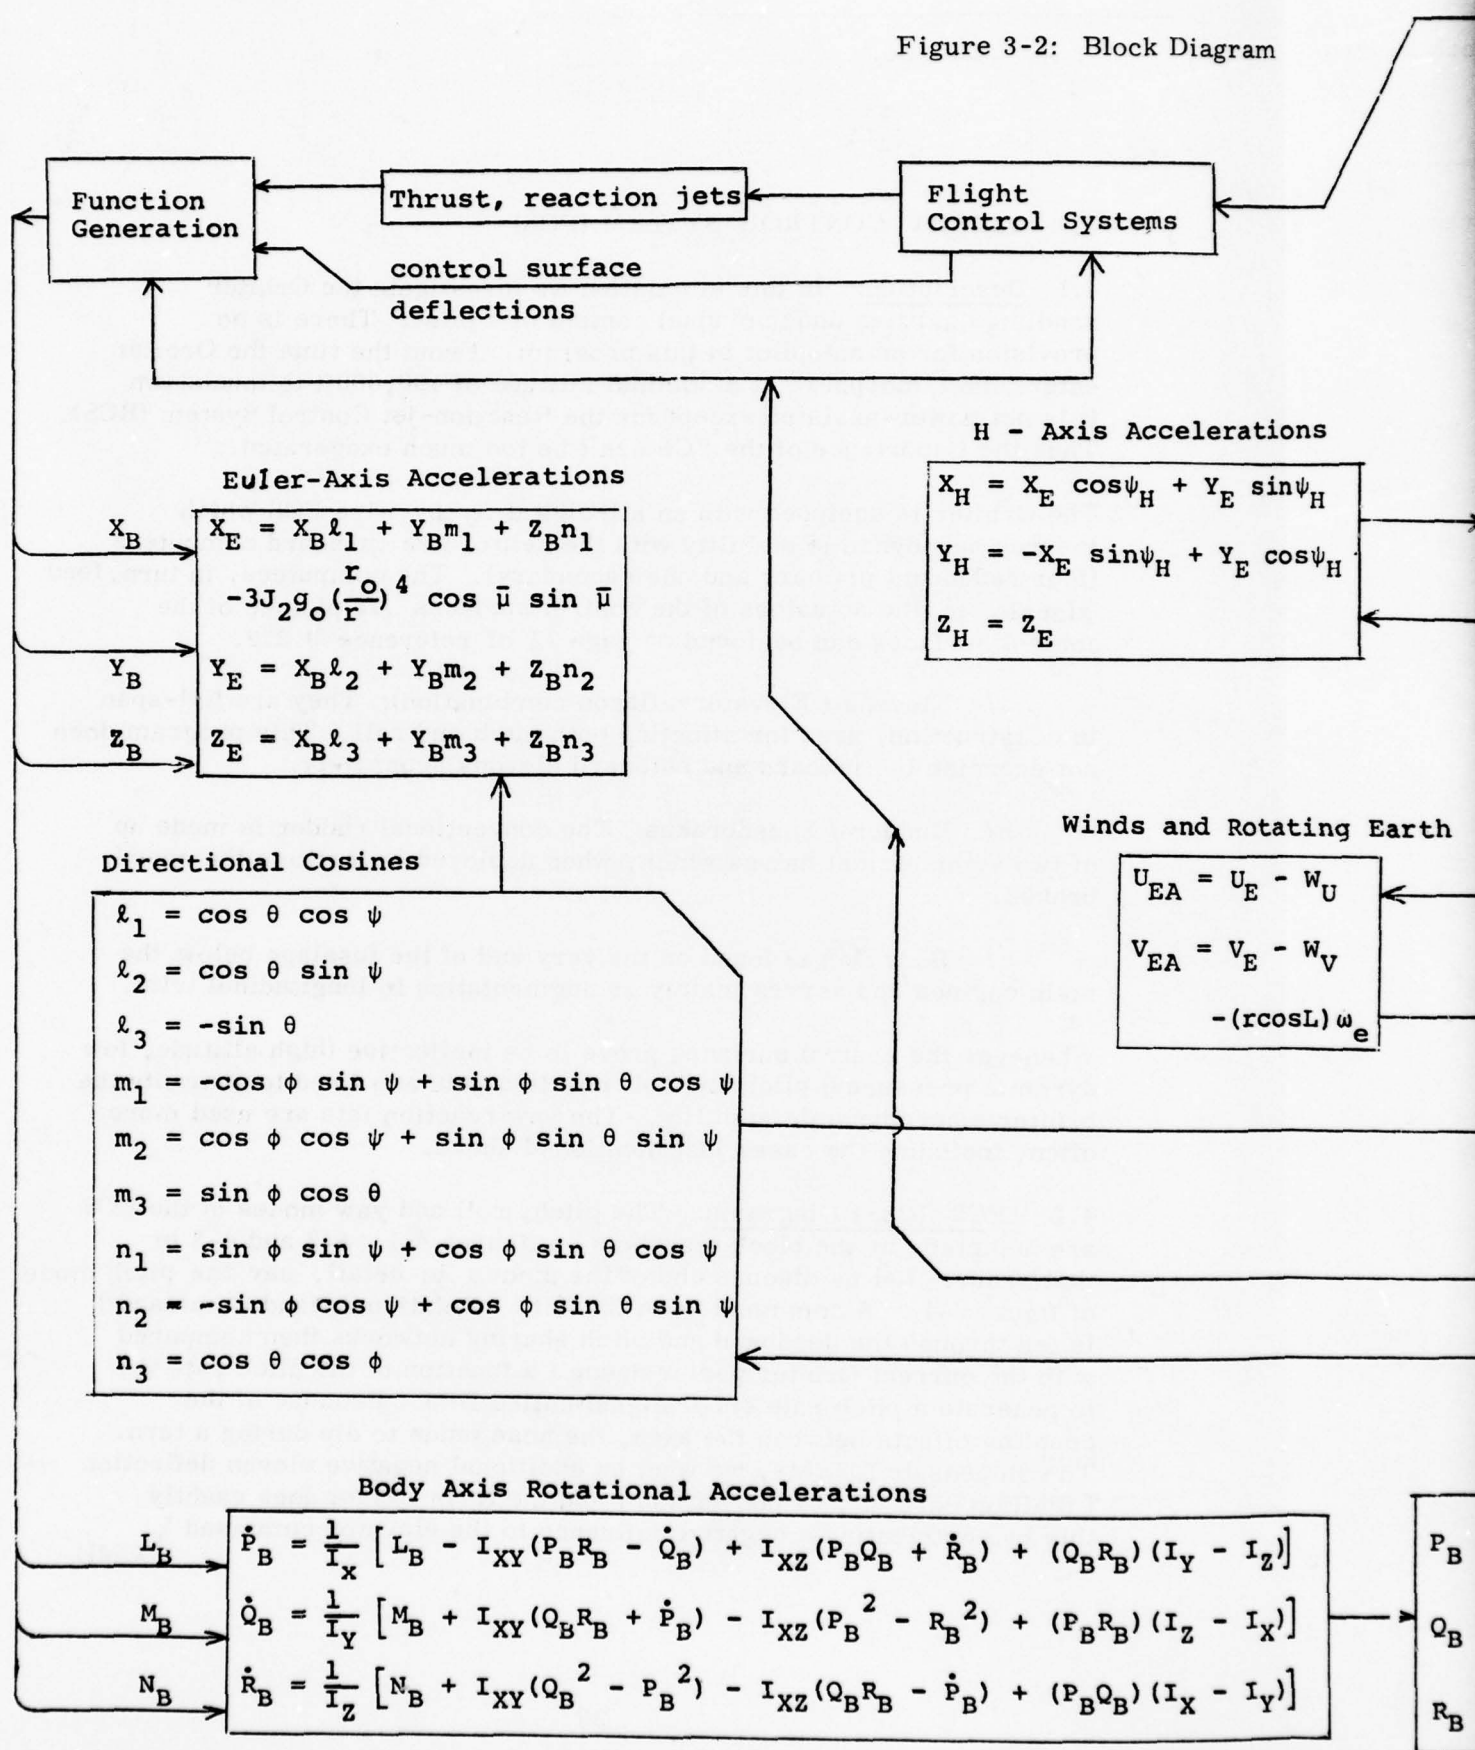 Figure 3-2: Block Diagram
Function
Generation
Thrust, reaction jets
Flight
Control Systems
control surface
deflections
H - Axis Accelerations
X_H = X_E cosψ_H + Y_E sinψ_H
Y_H = -X_E sinψ_H + Y_E cosψ_H
Z_H = Z_E
Euler-Axis Accelerations
X_B
X_E = X_Bℓ_1 + Y_Bm_1 + Z_Bn_1
-3J_2g_o(r_o/r)^4 cos μ̄ sin μ̄
Y_B
Y_E = X_Bℓ_2 + Y_Bm_2 + Z_Bn_2
Z_B
Z_E = X_Bℓ_3 + Y_Bm_3 + Z_Bn_3
Winds and Rotating Earth
U_EA = U_E - W_U
V_EA = V_E - W_V
-(rcosL)ω_e
Directional Cosines
ℓ_1 = cos θ cos ψ
ℓ_2 = cos θ sin ψ
ℓ_3 = -sin θ
m_1 = -cos ϕ sin ψ + sin ϕ sin θ cos ψ
m_2 = cos ϕ cos ψ + sin ϕ sin θ sin ψ
m_3 = sin ϕ cos θ
n_1 = sin ϕ sin ψ + cos ϕ sin θ cos ψ
n_2 = -sin ϕ cos ψ + cos ϕ sin θ sin ψ
n_3 = cos θ cos ϕ
Body Axis Rotational Accelerations
L_B
Ṗ_B = 1/I_x [L_B - I_XY(P_BR_B - Q̇_B) + I_XZ(P_BQ_B + Ṙ_B) + (Q_BR_B)(I_Y - I_Z)]
M_B
Q̇_B = 1/I_Y [M_B + I_XY(Q_BR_B + Ṗ_B) - I_XZ(P_B^2 - R_B^2) + (P_BR_B)(I_Z - I_X)]
N_B
Ṙ_B = 1/I_Z [N_B + I_XY(Q_B^2 - P_B^2) - I_XZ(Q_BR_B - Ṗ_B) + (P_BQ_B)(I_X - I_Y)]
P_B
Q_B
R_B